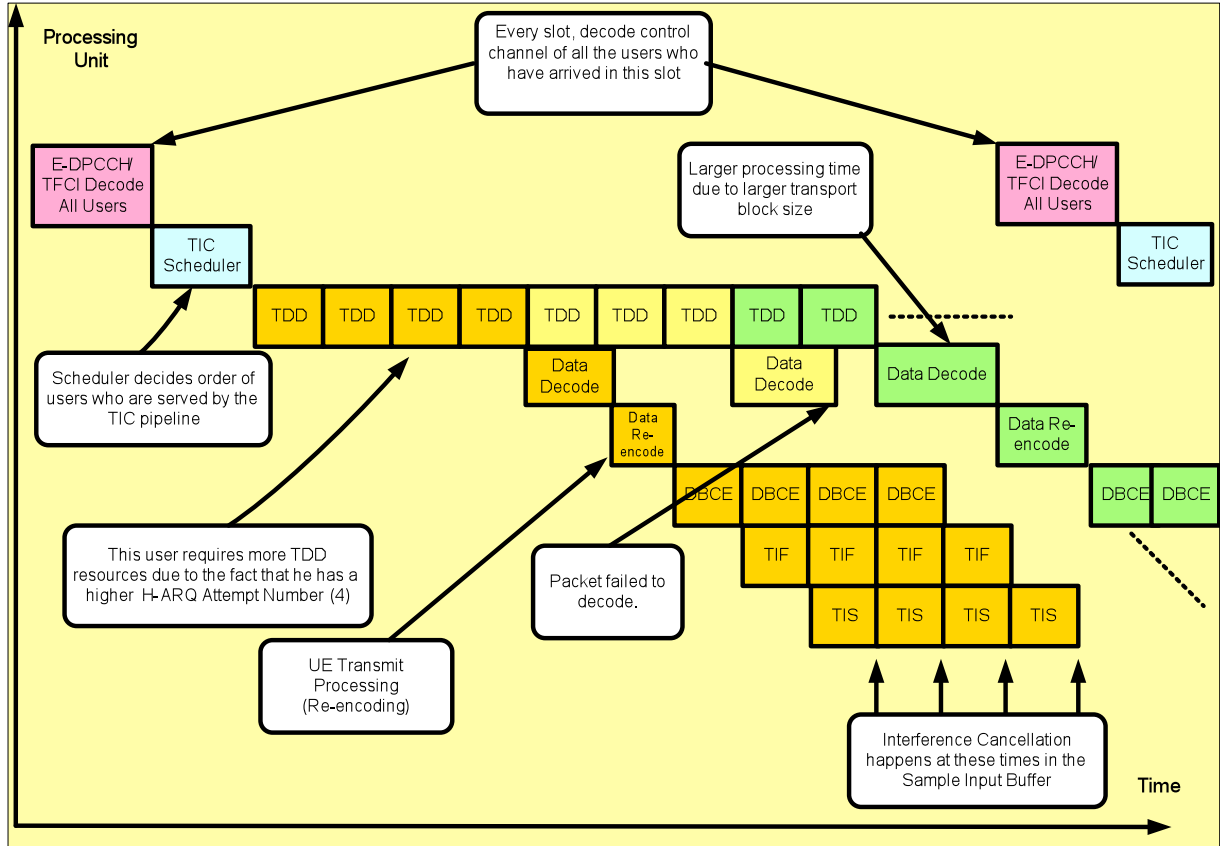 Processing
Unit
Every slot, decode control
channel of all the users who
have arrived in this slot
E-DPCCH/
TFCI Decode
All Users
Larger processing time
due to larger transport
block size
E-DPCCH/
TFCI Decode
All Users
TIC
Scheduler
TIC
Scheduler
TDD TDD TDD TDD TDD TDD TDD TDD TDD
Scheduler decides order of
users who are served by the
TIC pipeline
Data
Decode
Data
Decode
Data Decode
Data
Re-
encode
Data Re-
encode
DBCE DBCE DBCE DBCE
DBCE DBCE
This user requires more TDD
resources due to the fact that he has a
higher H-ARQ Attempt Number (4)
Packet failed to
decode.
TIF TIF TIF TIF
TIS TIS TIS TIS
UE Transmit
Processing
(Re-encoding)
Interference Cancellation
happens at these times in the
Sample Input Buffer
Time